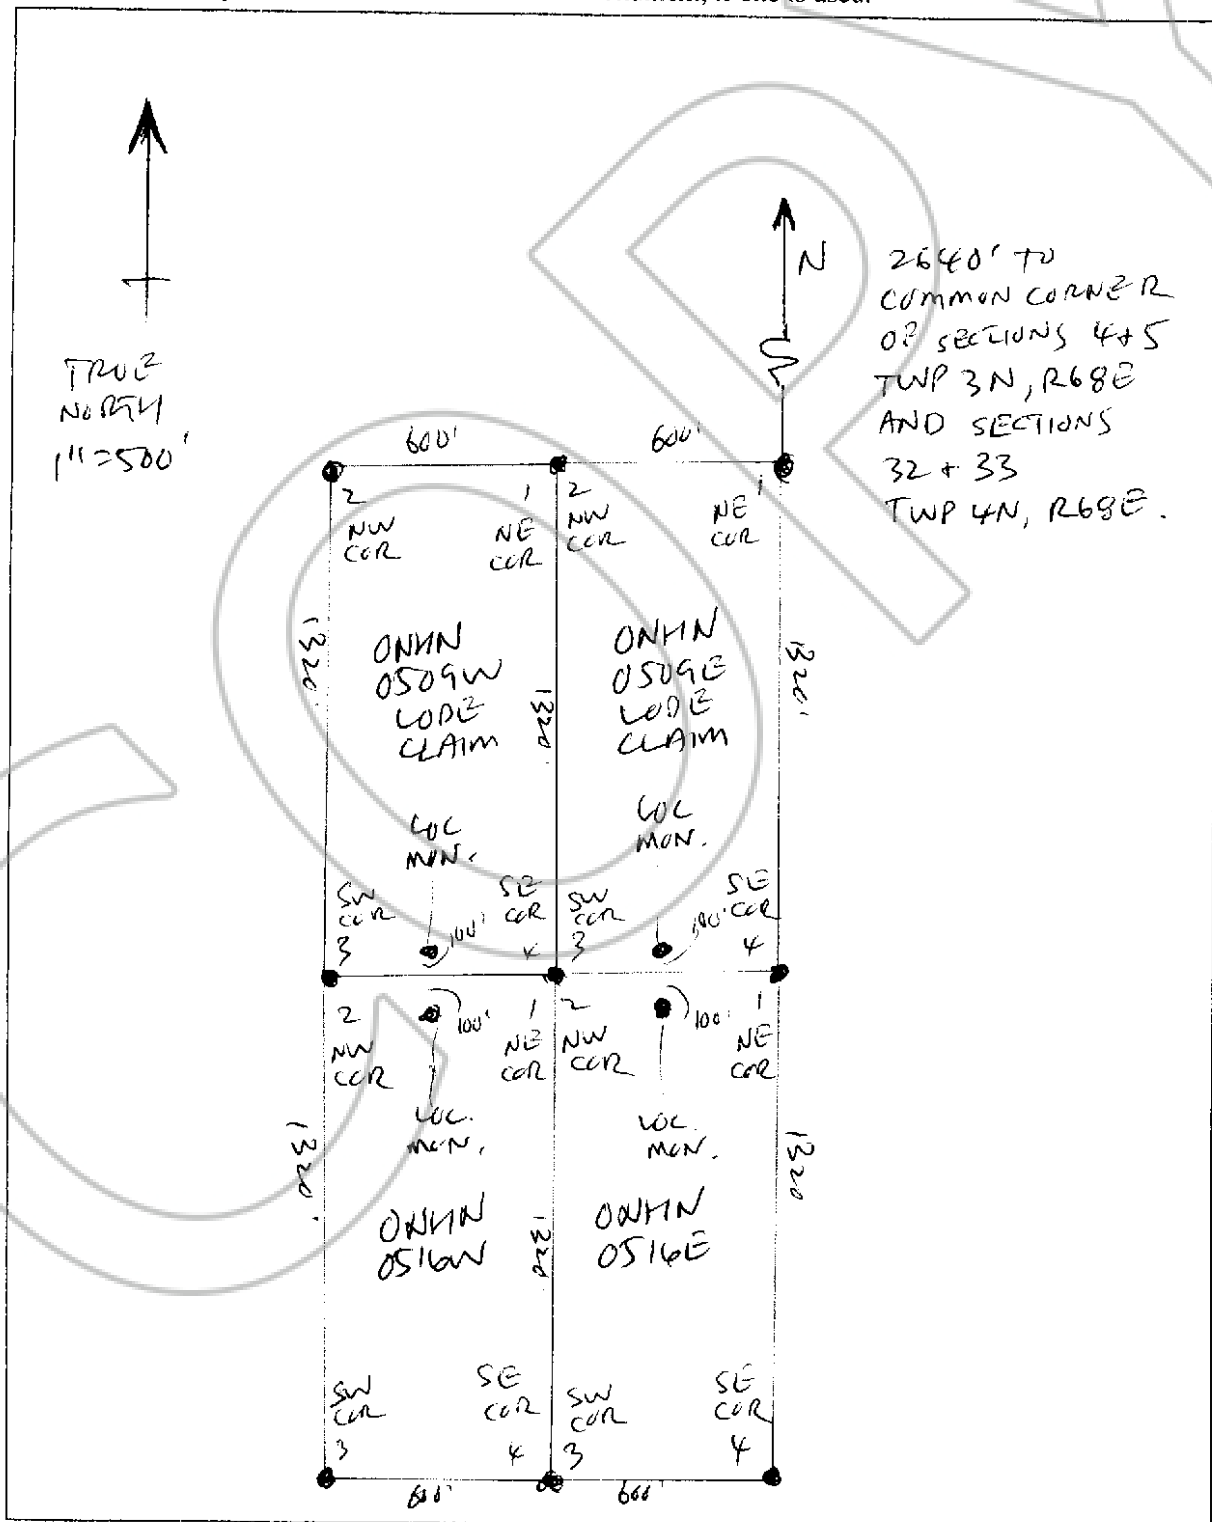 TRUE
NORTH
1"=500'
N
2640' TO
COMMON CORNER
OF SECTIONS 4+5
TWP 3N, R68E
AND SECTIONS
32 + 33
TWP 4N, R68E.
600'
600'
2
NW
COR
1
NE
COR
2
NW
COR
1
NE
COR
1320'
ONHN
0509W
LODE
CLAIM
1320'
ONHN
0509E
LODE
CLAIM
1320'
LOC
MON.
LOC
MON.
SW
COR
3
100'
SE
COR
4
SW
COR
3
100'
SE
COR
4
2
NW
COR
100'
1
NE
COR
2
NW
COR
100'
1
NE
COR
LOC.
MON.
LOC.
MON.
1320'
ONHN
0516W
1320'
ONHN
0516E
1320
SW
COR
3
SE
COR
4
SW
COR
3
SE
COR
4
600'
600'
COPY